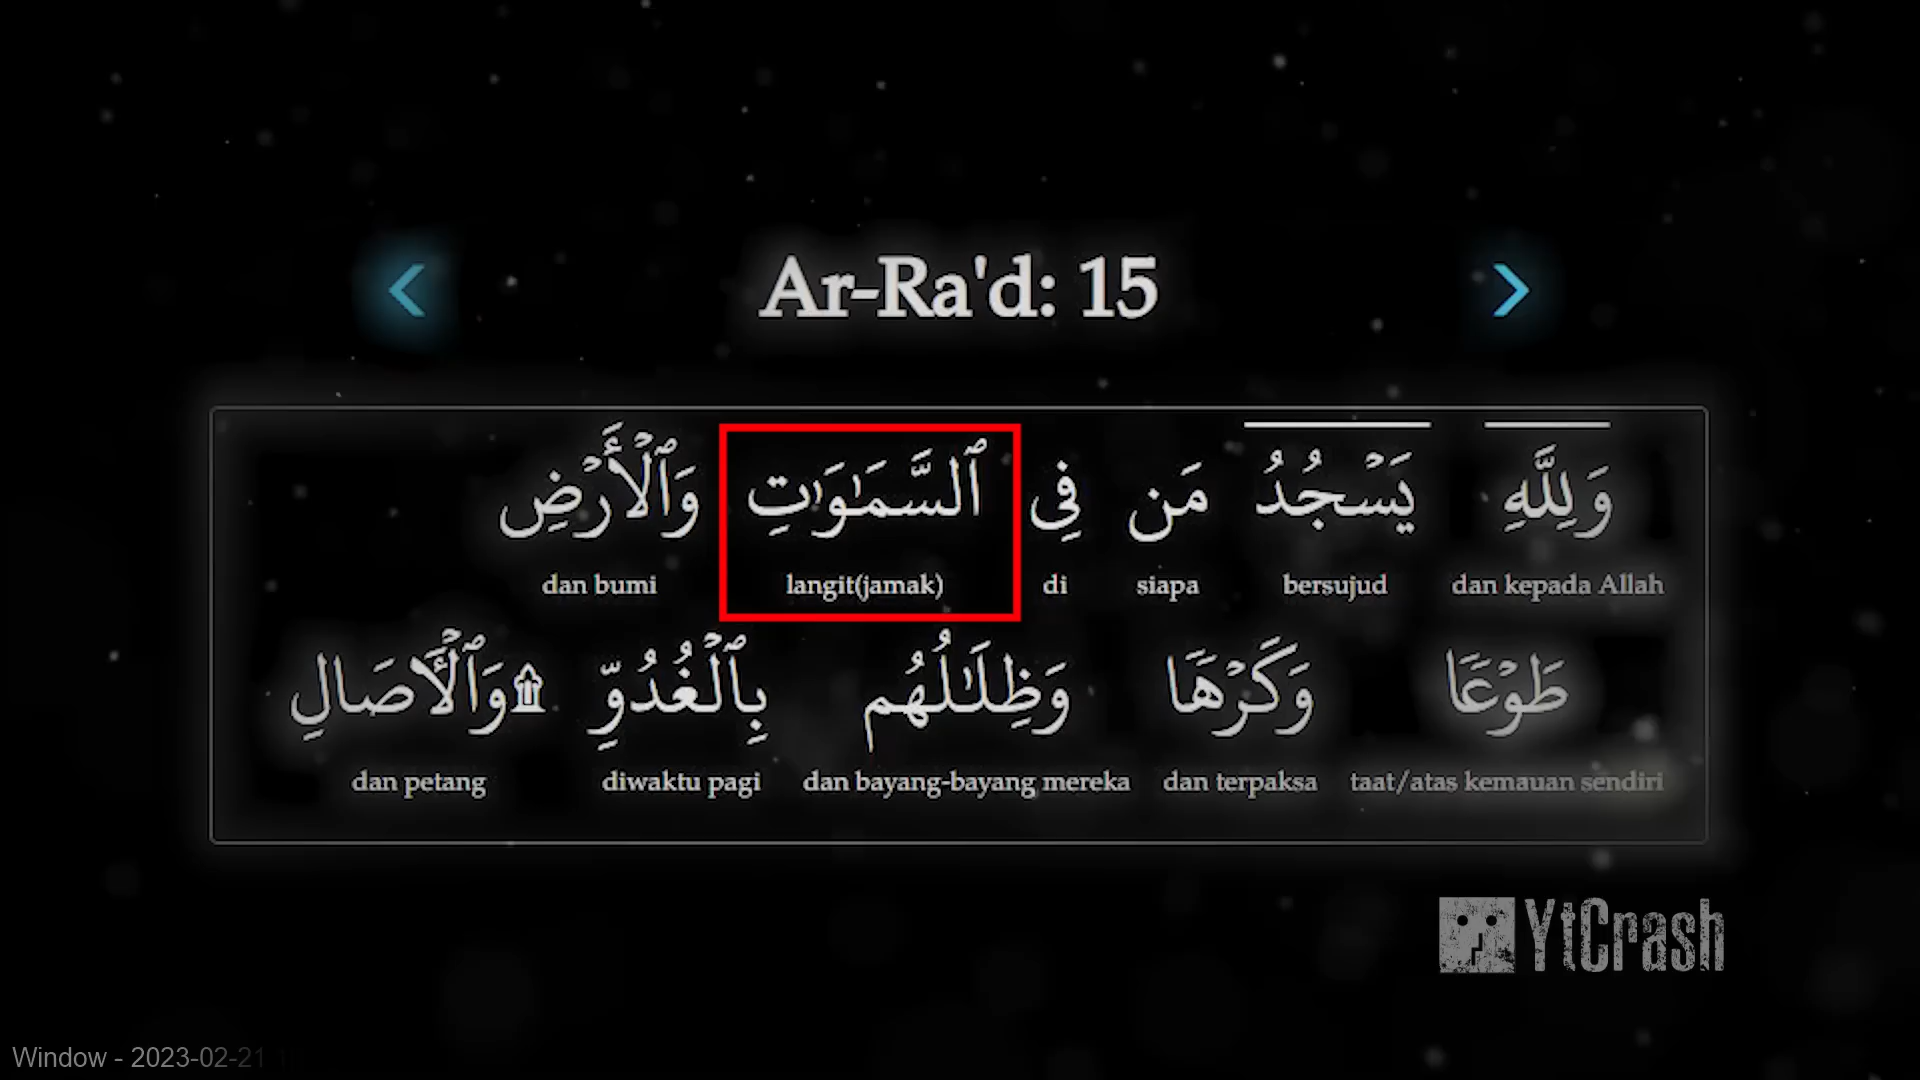 Ar-Ra'd: 15
وَلِلَّهِ يَسْجُدُ مَن فِى ٱلسَّمَـٰوَٰتِ وَٱلْأَرْضِ
dan kepada Allah bersujud siapa di langit(jamak) dan bumi
طَوْعًا وَكَرْهًا وَظِلَـٰلُهُم بِٱلْغُدُوِّ وَٱلْـَٔاصَالِ ۩
taat/atas kemauan sendiri dan terpaksa dan bayang-bayang mereka diwaktu pagi dan petang
YtCrash
Window - 2023-02-21